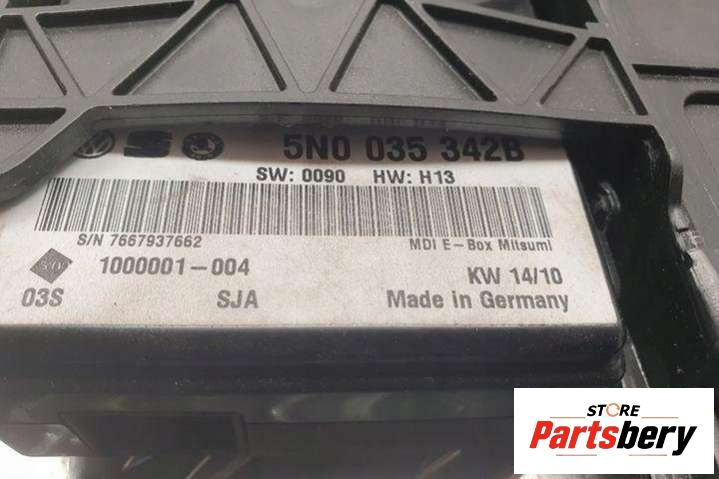 5N0 035 342B
SW: 0090 HW: H13
S/N 7667937662
MDI E-Box Mitsumi
1000001-004
KW 14/10
03S
SJA
Made in Germany
STORE
Partsbery